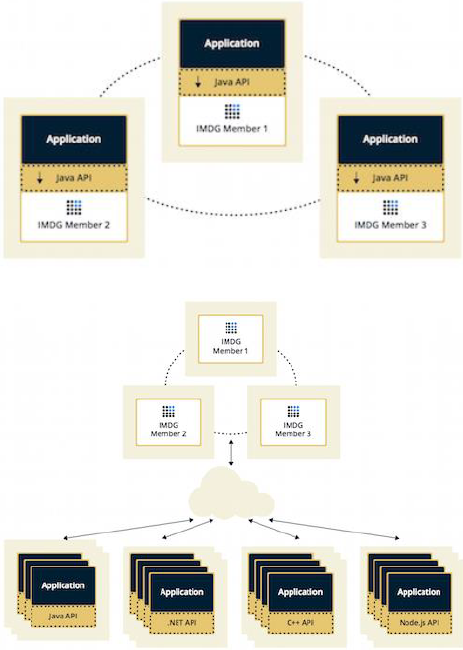 Application
Java API
IMDG Member 1
Application
Java API
IMDG Member 2
Application
Java API
IMDG Member 3
IMDG
Member 1
IMDG
Member 2
IMDG
Member 3
Application
Java API
Application
.NET API
Application
C++ API
Application
Node.js API